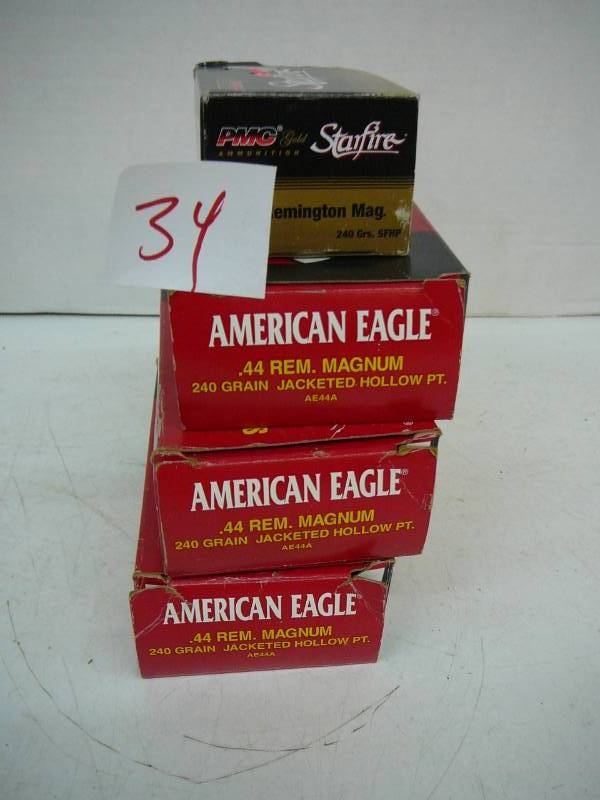 PMC® Gold Starfire
AMMUNITION
34
emington Mag.
240 Grs. SFHP
AMERICAN EAGLE®
.44 REM. MAGNUM
240 GRAIN JACKETED HOLLOW PT.
AE44A
AMERICAN EAGLE®
.44 REM. MAGNUM
240 GRAIN JACKETED HOLLOW PT.
AE44A
AMERICAN EAGLE®
.44 REM. MAGNUM
240 GRAIN JACKETED HOLLOW PT.
AE44A